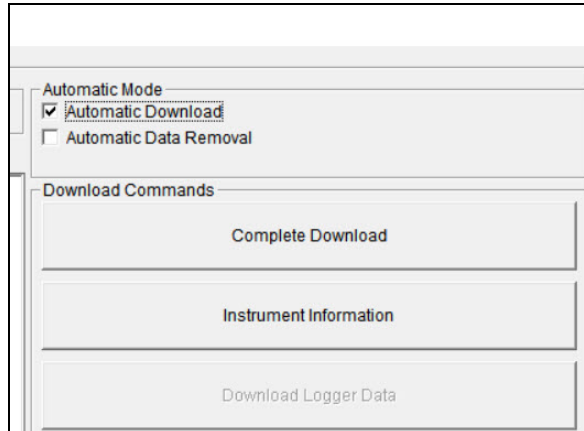 Automatic Mode
Automatic Download
Automatic Data Removal
Download Commands
Complete Download
Instrument Information
Download Logger Data